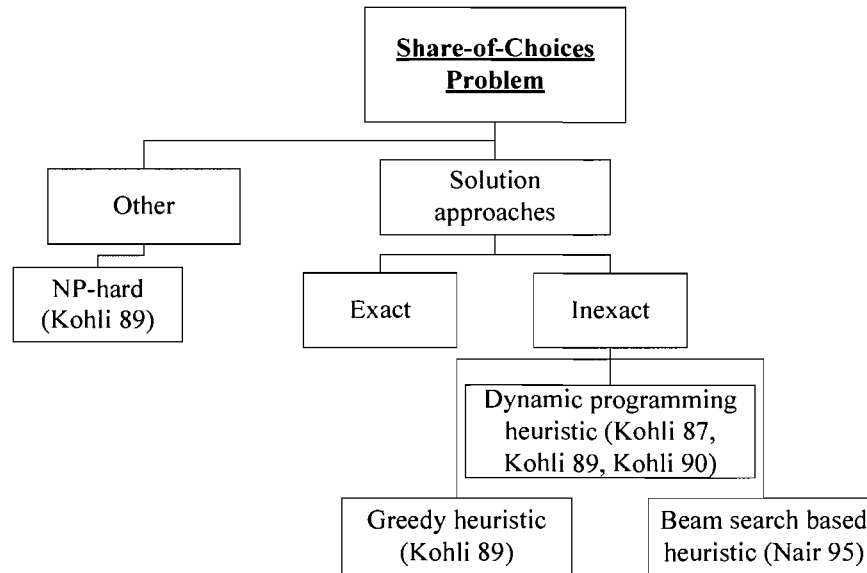 Share-of-Choices
Problem
Other
Solution
approaches
NP-hard
(Kohli 89)
Exact
Inexact
Dynamic programming
heuristic (Kohli 87,
Kohli 89, Kohli 90)
Greedy heuristic
(Kohli 89)
Beam search based
heuristic (Nair 95)